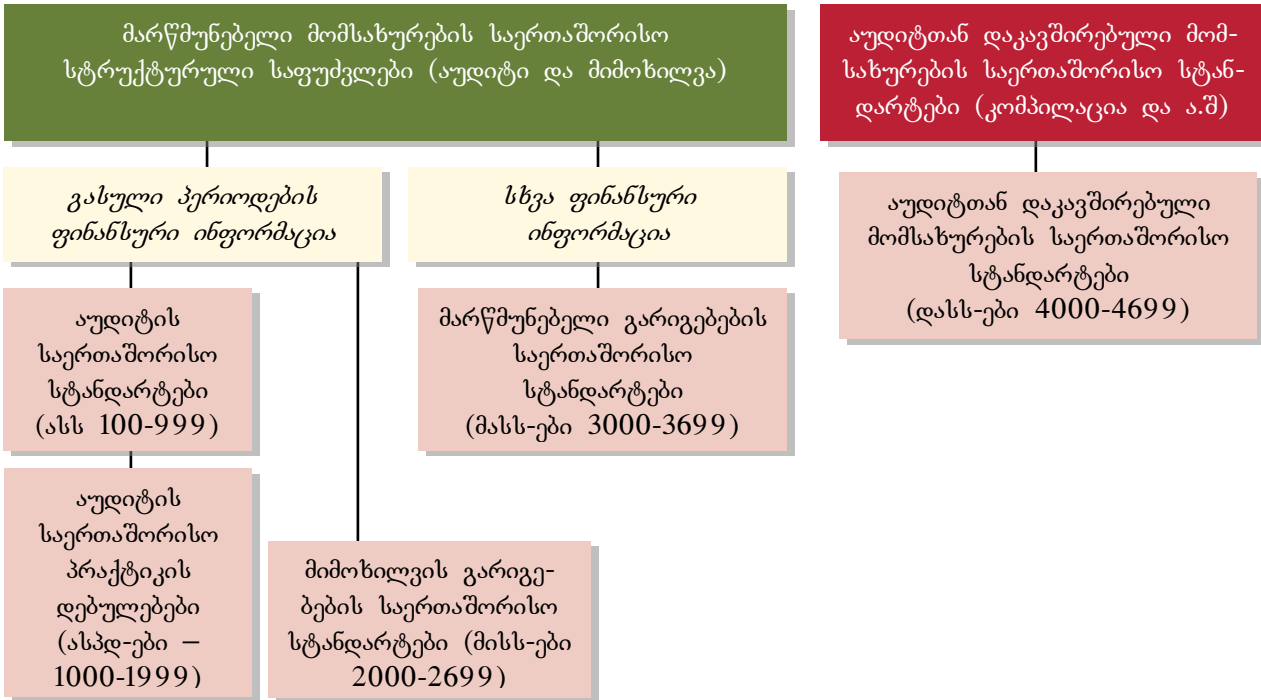 მარწმუნებელი მომსახურების საერთაშორისო
სტრუქტურული საფუძვლები (აუდიტი და მიმოხილვა)
აუდიტთან დაკავშირებული მომ-
სახურების საერთაშორისო სტან-
დარტები (კომპილაცია და ა.შ)
გასული პერიოდების
ფინანსური ინფორმაცია
სხვა ფინანსური
ინფორმაცია
აუდიტთან დაკავშირებული
მომსახურების საერთაშორისო
სტანდარტები
(დასს-ები 4000-4699)
აუდიტის
საერთაშორისო
სტანდარტები
(ასს 100-999)
მარწმუნებელი გარიგებების
საერთაშორისო
სტანდარტები
(მასს-ები 3000-3699)
აუდიტის
საერთაშორისო
პრაქტიკის
დებულებები
(ასპდ-ები –
1000-1999)
მიმოხილვის გარიგე-
ბების საერთაშორისო
სტანდარტები (მისს-ები
2000-2699)